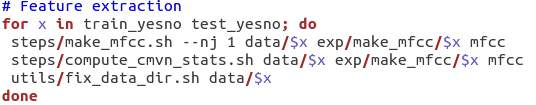 # Feature extraction
for x in train_yesno test_yesno; do
 steps/make_mfcc.sh --nj 1 data/$x exp/make_mfcc/$x mfcc
 steps/compute_cmvn_stats.sh data/$x exp/make_mfcc/$x mfcc
 utils/fix_data_dir.sh data/$x
done